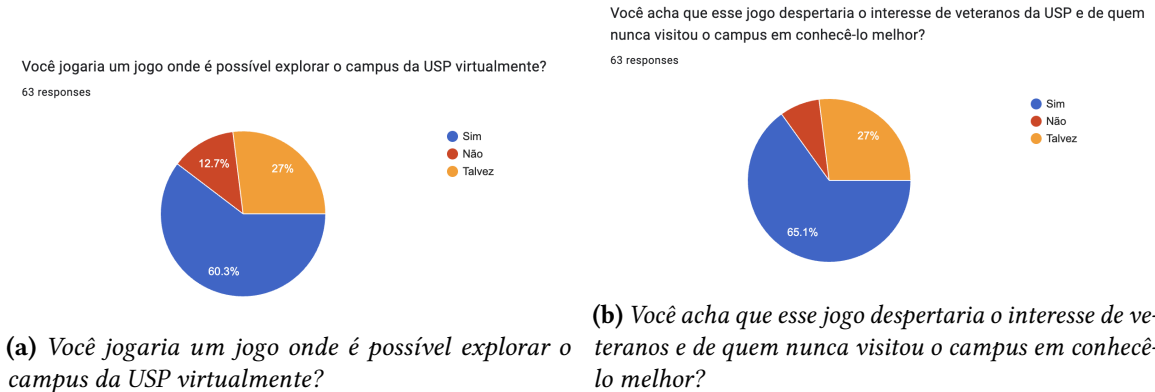 Você jogaria um jogo onde é possível explorar o campus da USP virtualmente?
63 responses
Sim
Não
Talvez
12.7%
27%
60.3%
(a) Você jogaria um jogo onde é possível explorar o
campus da USP virtualmente?
Você acha que esse jogo despertaria o interesse de veteranos da USP e de quem
nunca visitou o campus em conhecê-lo melhor?
63 responses
Sim
Não
Talvez
27%
65.1%
(b) Você acha que esse jogo despertaria o interesse de ve-
teranos e de quem nunca visitou o campus em conhecê-
lo melhor?